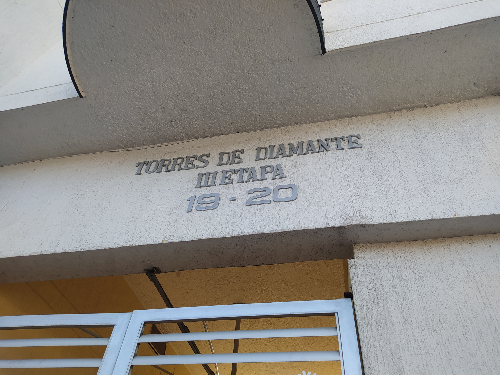 TORRES DE DIAMANTE
III ETAPA
19 - 20